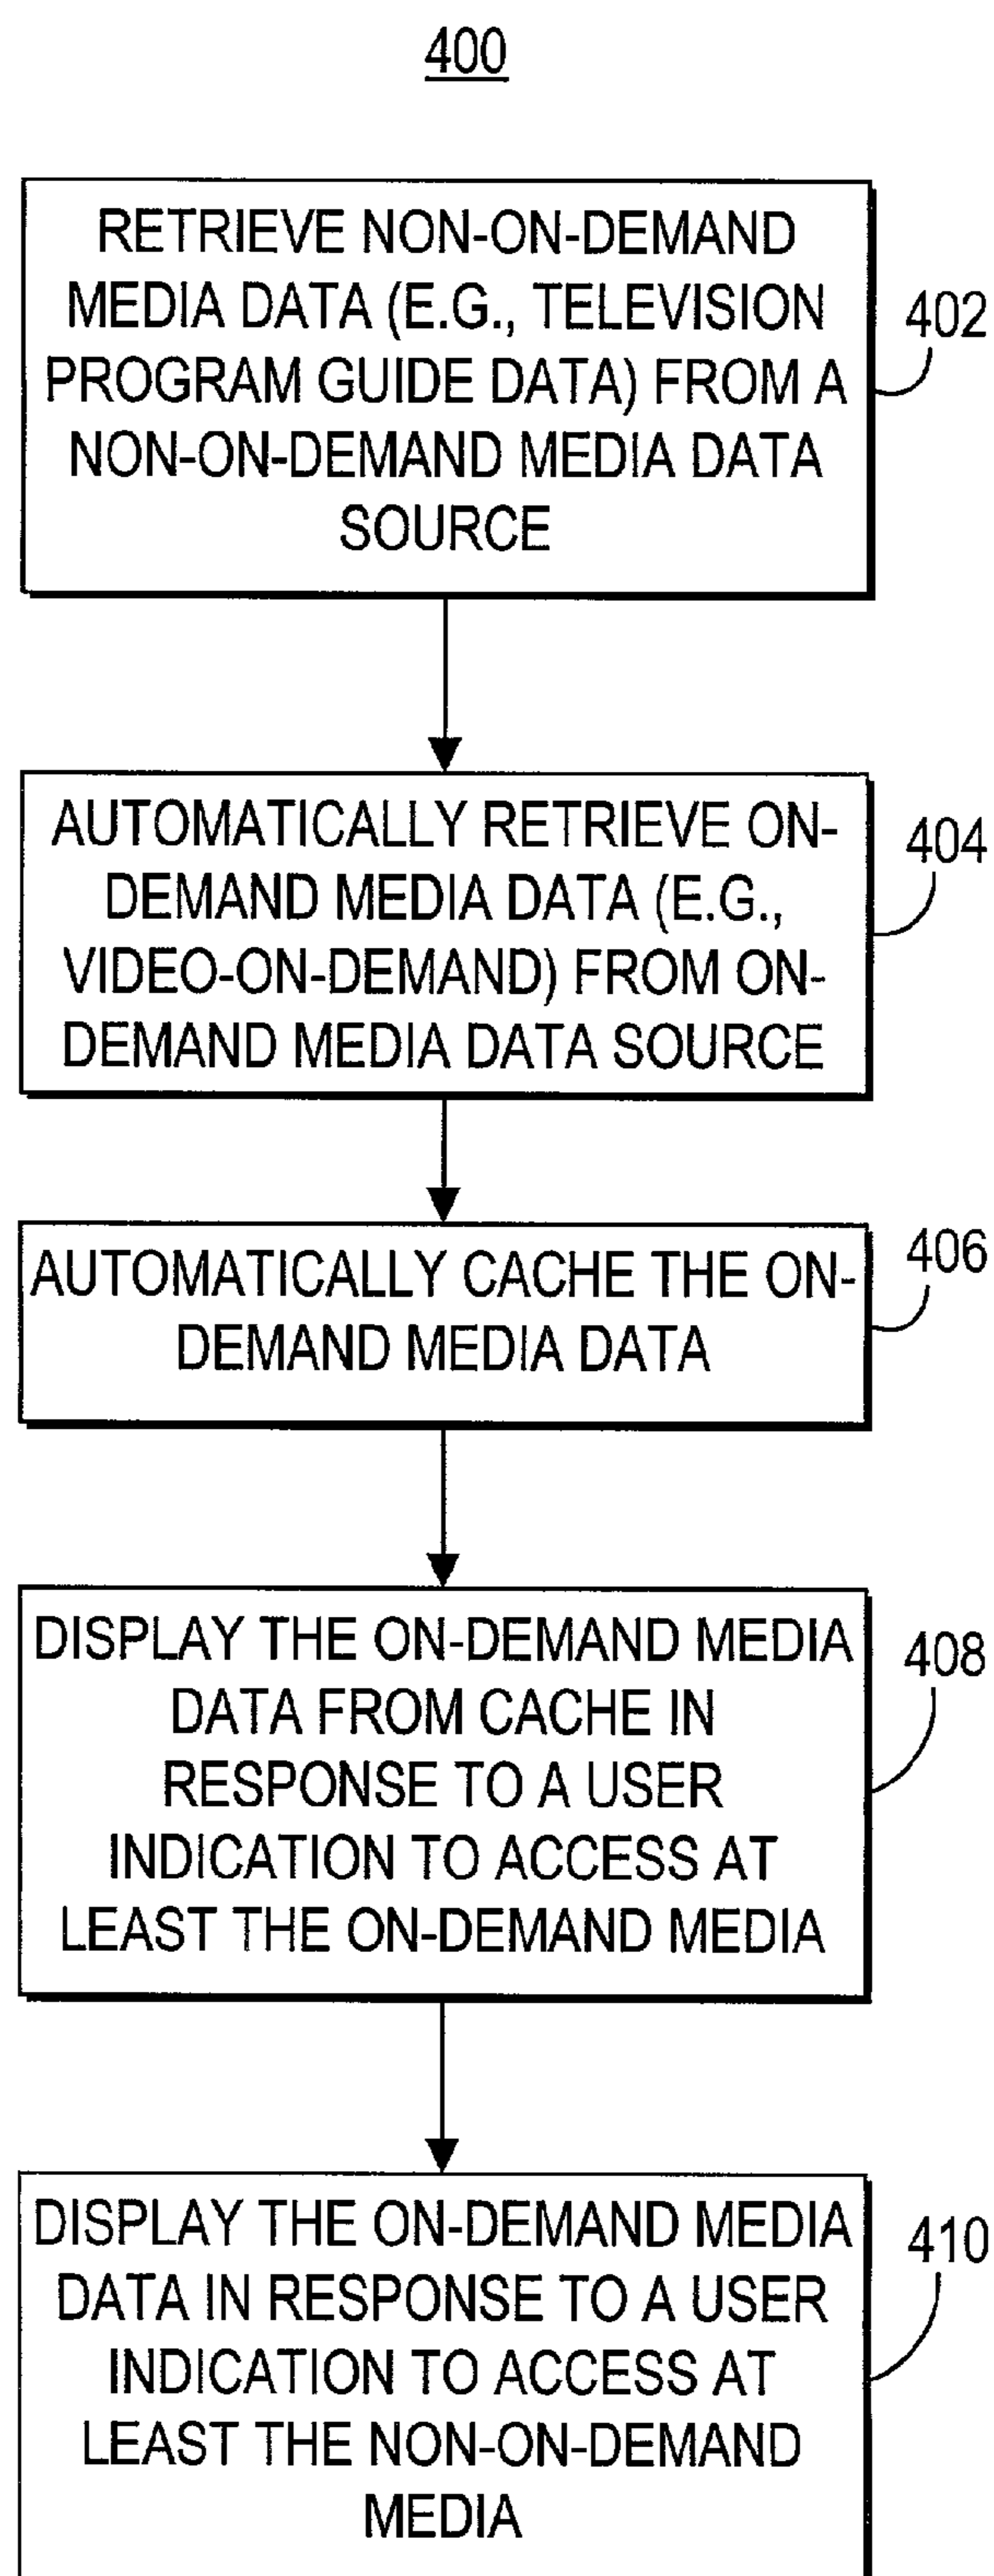 400
RETRIEVE NON-ON-DEMAND
MEDIA DATA (E.G., TELEVISION
PROGRAM GUIDE DATA) FROM A
NON-ON-DEMAND MEDIA DATA
SOURCE
402
AUTOMATICALLY RETRIEVE ON-
DEMAND MEDIA DATA (E.G.,
VIDEO-ON-DEMAND) FROM ON-
DEMAND MEDIA DATA SOURCE
404
AUTOMATICALLY CACHE THE ON-
DEMAND MEDIA DATA
406
DISPLAY THE ON-DEMAND MEDIA
DATA FROM CACHE IN
RESPONSE TO A USER
INDICATION TO ACCESS AT
LEAST THE ON-DEMAND MEDIA
408
DISPLAY THE ON-DEMAND MEDIA
DATA IN RESPONSE TO A USER
INDICATION TO ACCESS AT
LEAST THE NON-ON-DEMAND
MEDIA
410